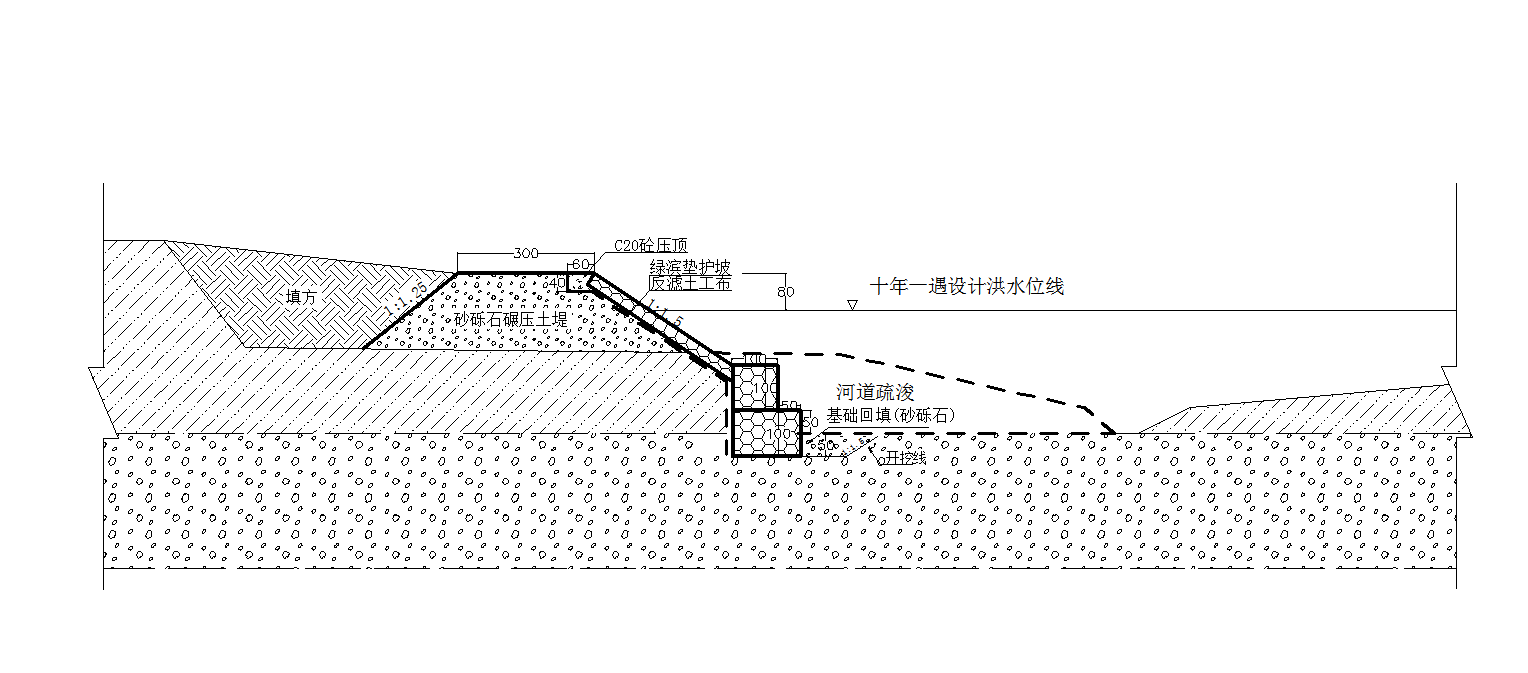 C20砼压顶
300
60
绿滨垫护坡
反滤土工布
40
80
十年一遇设计洪水位线
填方
1:1.25
砂砾石碾压土堤
1:1.5
100
100
河道疏浚
50
基础回填(砂砾石)
50
100
开挖线